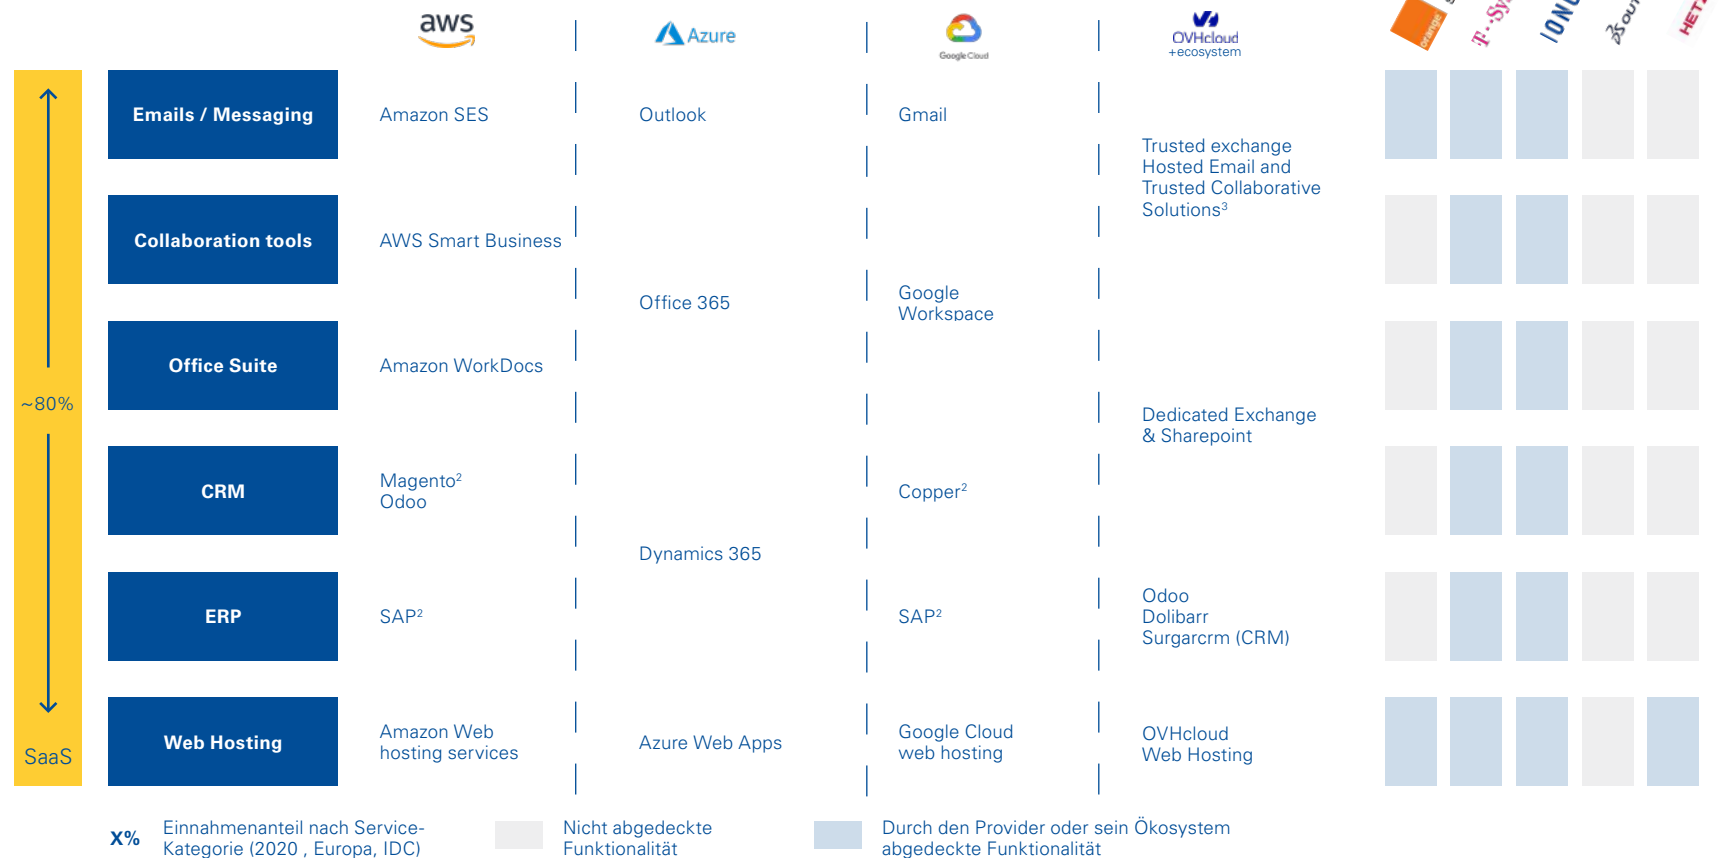 aws
Azure
Google Cloud
OVHcloud
+ecosystem
orange
IONO
HETZ
Emails / Messaging
Amazon SES
Outlook
Gmail
Trusted exchange
Hosted Email and
Trusted Collaborative
Solutions³
Collaboration tools
AWS Smart Business
Office 365
Google
Workspace
Office Suite
Amazon WorkDocs
~80%
Dedicated Exchange
& Sharepoint
CRM
Magento²
Odoo
Copper²
Dynamics 365
ERP
SAP²
SAP²
Odoo
Dolibarr
Surgarcrm (CRM)
Web Hosting
Amazon Web
hosting services
Azure Web Apps
Google Cloud
web hosting
OVHcloud
Web Hosting
SaaS
X%
Einnahmenanteil nach Service-
Kategorie (2020 , Europa, IDC)
Nicht abgedeckte
Funktionalität
Durch den Provider oder sein Ökosystem
abgedeckte Funktionalität